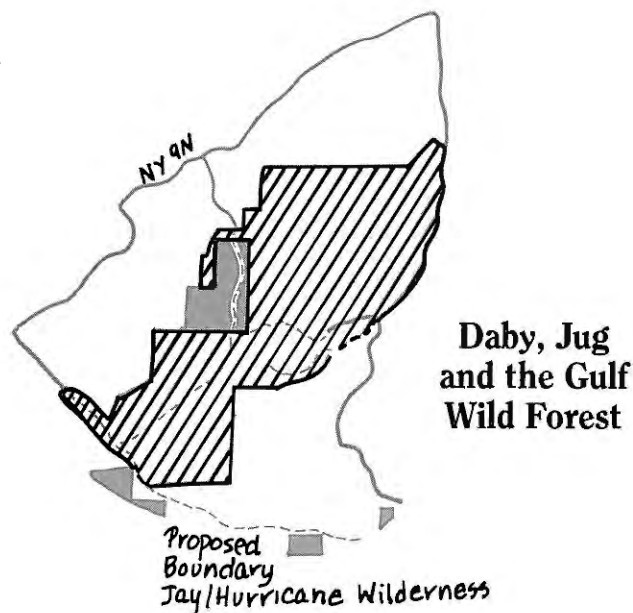 NY 9N
Daby, Jug
and the Gulf
Wild Forest
Proposed
Boundary
Jay/Hurricane Wilderness